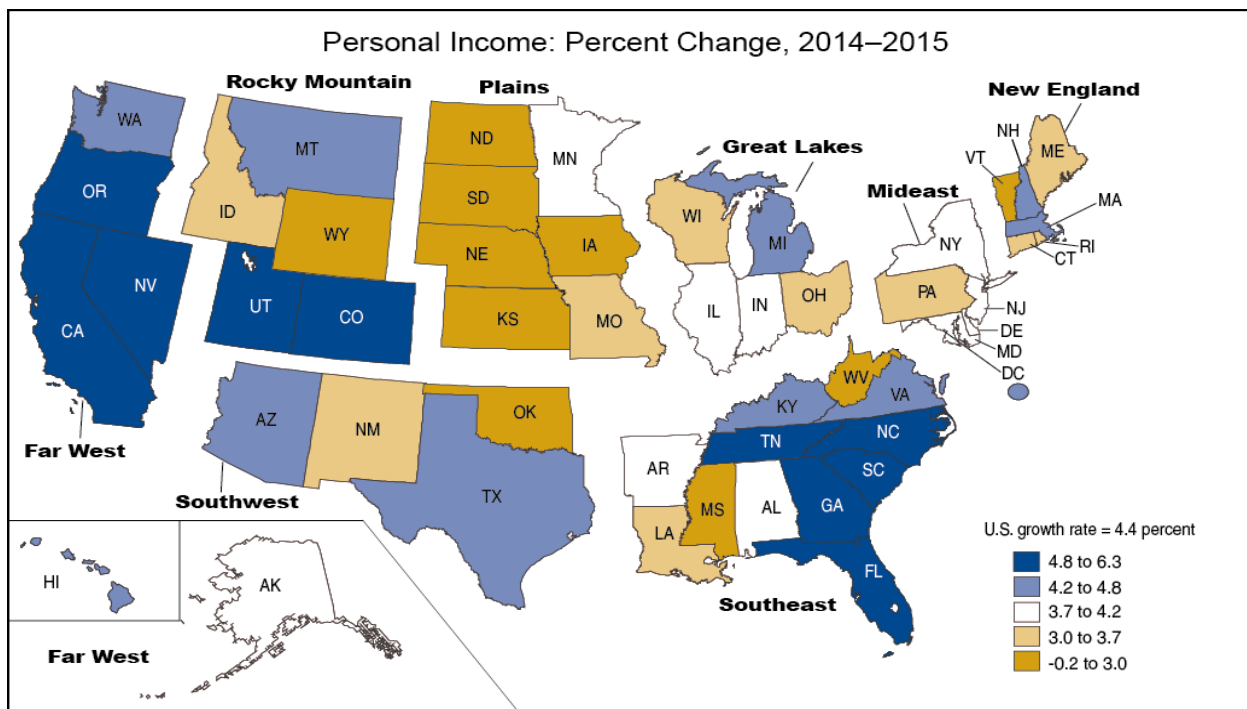 Personal Income: Percent Change, 2014–2015
Rocky Mountain
Plains
New England
Great Lakes
Mideast
WA
MT
ND
MN
NH
VT
ME
OR
ID
SD
WI
MI
NY
MA
RI
CT
WY
NE
IA
PA
NV
UT
CO
KS
MO
IL
IN
OH
NJ
DE
MD
DC
CA
WV
VA
KY
Far West
AZ
NM
OK
TN
NC
AR
SC
Southwest
TX
MS
AL
GA
LA
FL
Southeast
HI
AK
Far West
U.S. growth rate = 4.4 percent
4.8 to 6.3
4.2 to 4.8
3.7 to 4.2
3.0 to 3.7
-0.2 to 3.0